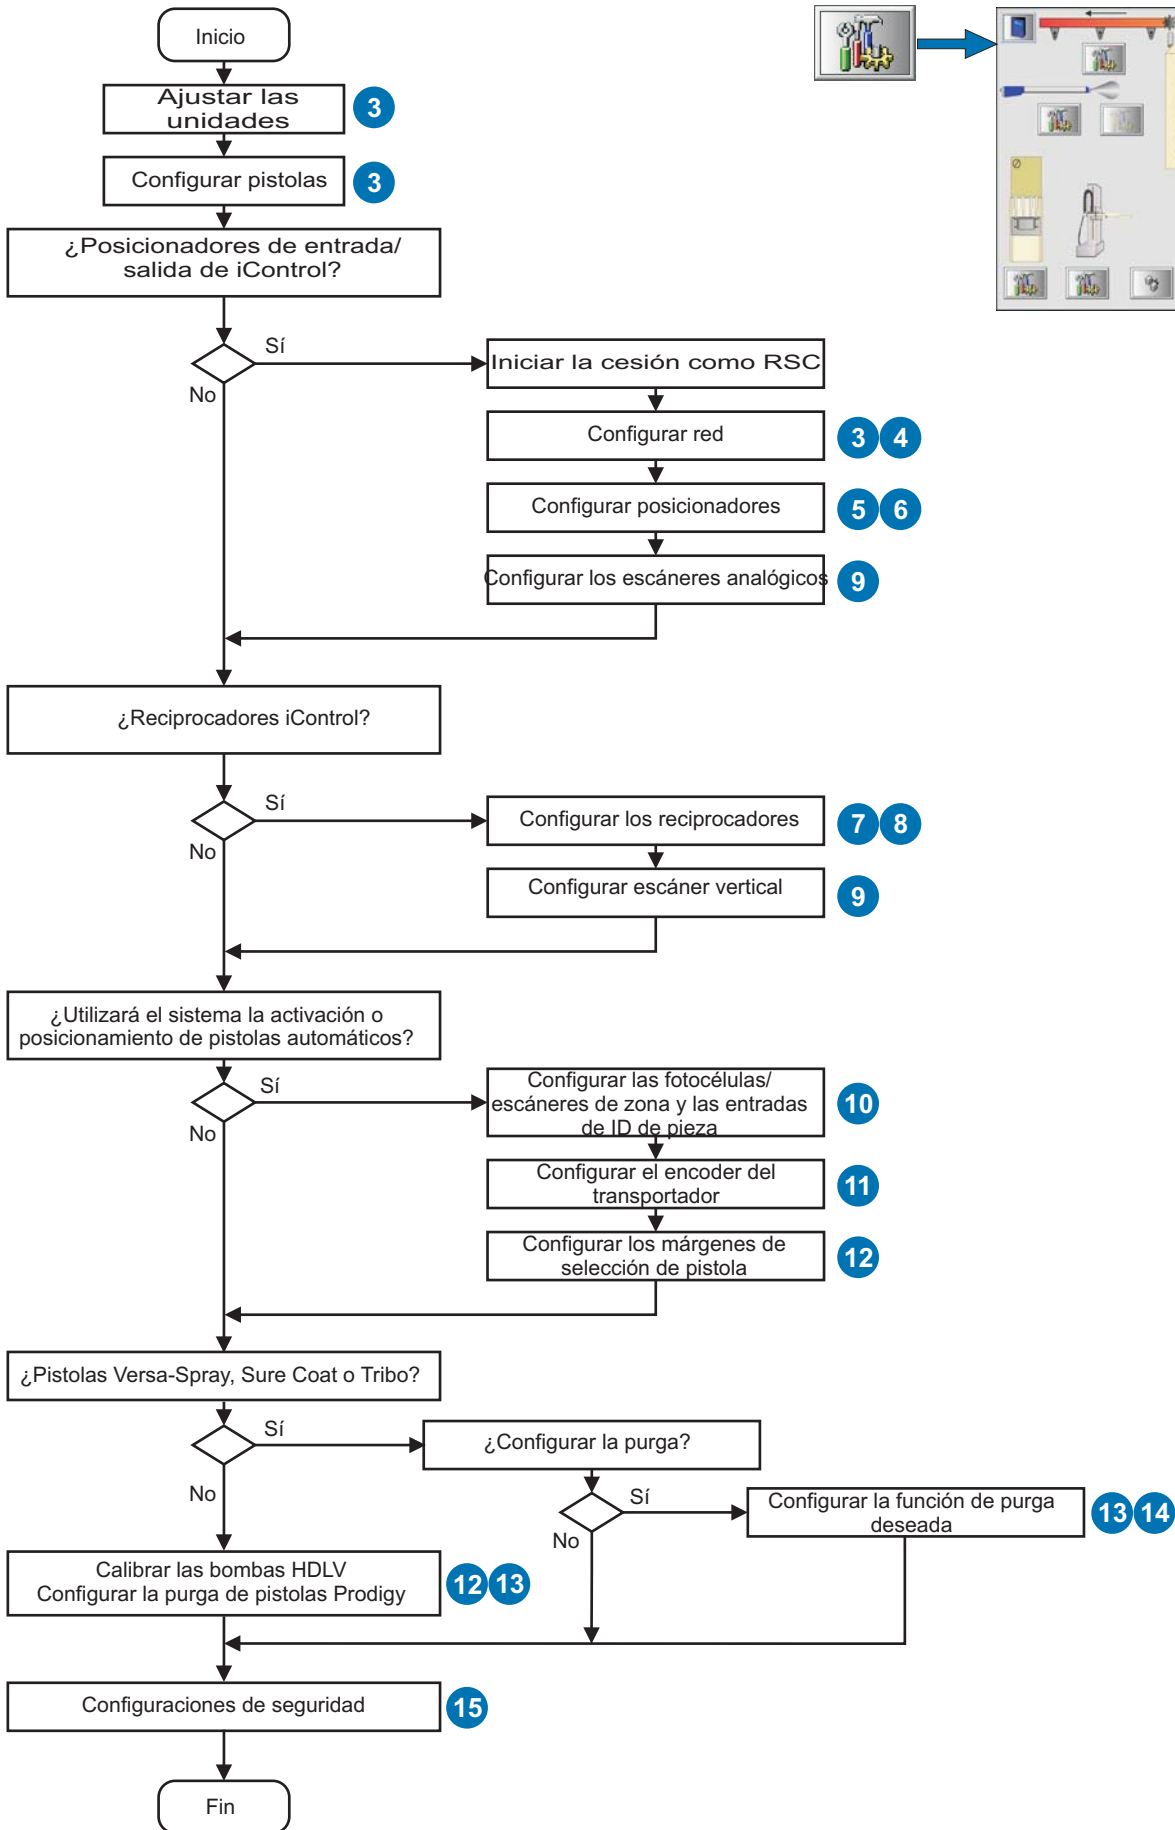 Inicio
Ajustar las
unidades
3
Configurar pistolas
3
¿Posicionadores de entrada/
salida de iControl?
Sí
No
Iniciar la cesión como RSC
Configurar red
3 4
Configurar posicionadores
5 6
Configurar los escáneres analógicos
9
¿Reciprocadores iControl?
Sí
No
Configurar los reciprocadores
7 8
Configurar escáner vertical
9
¿Utilizará el sistema la activación o
posicionamiento de pistolas automáticos?
Sí
No
Configurar las fotocélulas/
escáneres de zona y las entradas
de ID de pieza
10
Configurar el encoder del
transportador
11
Configurar los márgenes de
selección de pistola
12
¿Pistolas Versa-Spray, Sure Coat o Tribo?
Sí
No
¿Configurar la purga?
Sí
No
Configurar la función de purga
deseada
13 14
Calibrar las bombas HDLV
Configurar la purga de pistolas Prodigy
12 13
Configuraciones de seguridad
15
Fin